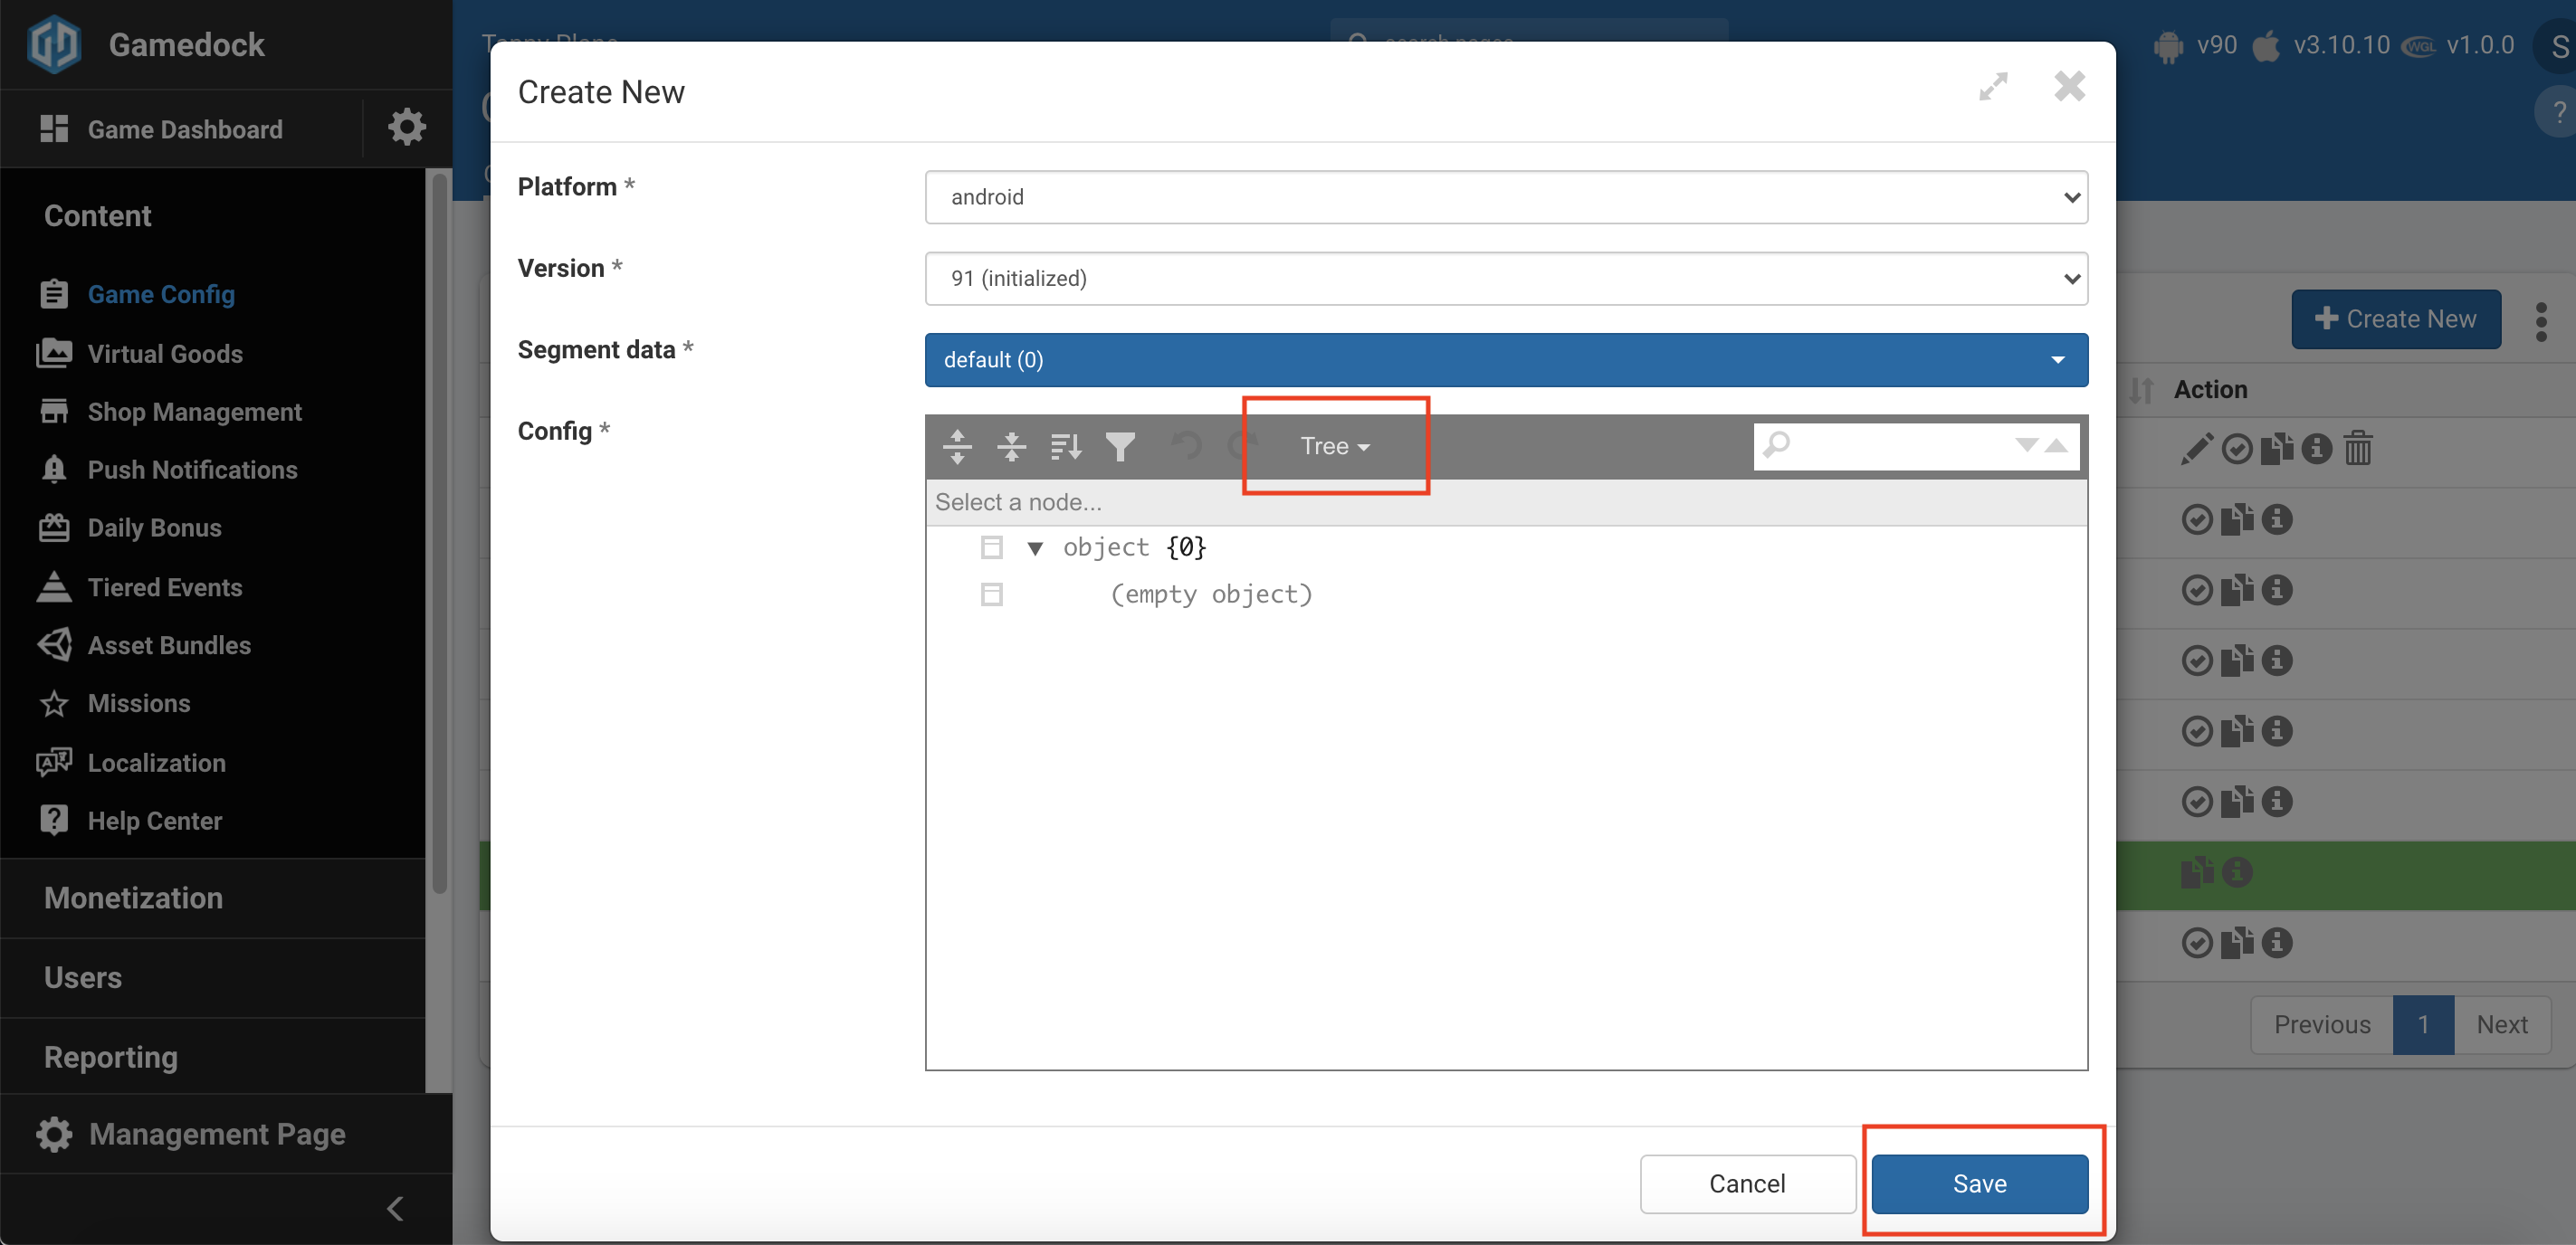 Gamedock
Game Dashboard
Content
Game Config
Virtual Goods
Shop Management
Push Notifications
Daily Bonus
Tiered Events
Asset Bundles
Missions
Localization
Help Center
Monetization
Users
Reporting
Management Page
v90 v3.10.10 WGL v1.0.0 S
?
Create New
Platform *
android
Version *
91 (initialized)
Segment data *
default (0)
Config *
Tree
Select a node...
object {0}
(empty object)
Cancel
Save
Create New
Action
Previous 1 Next